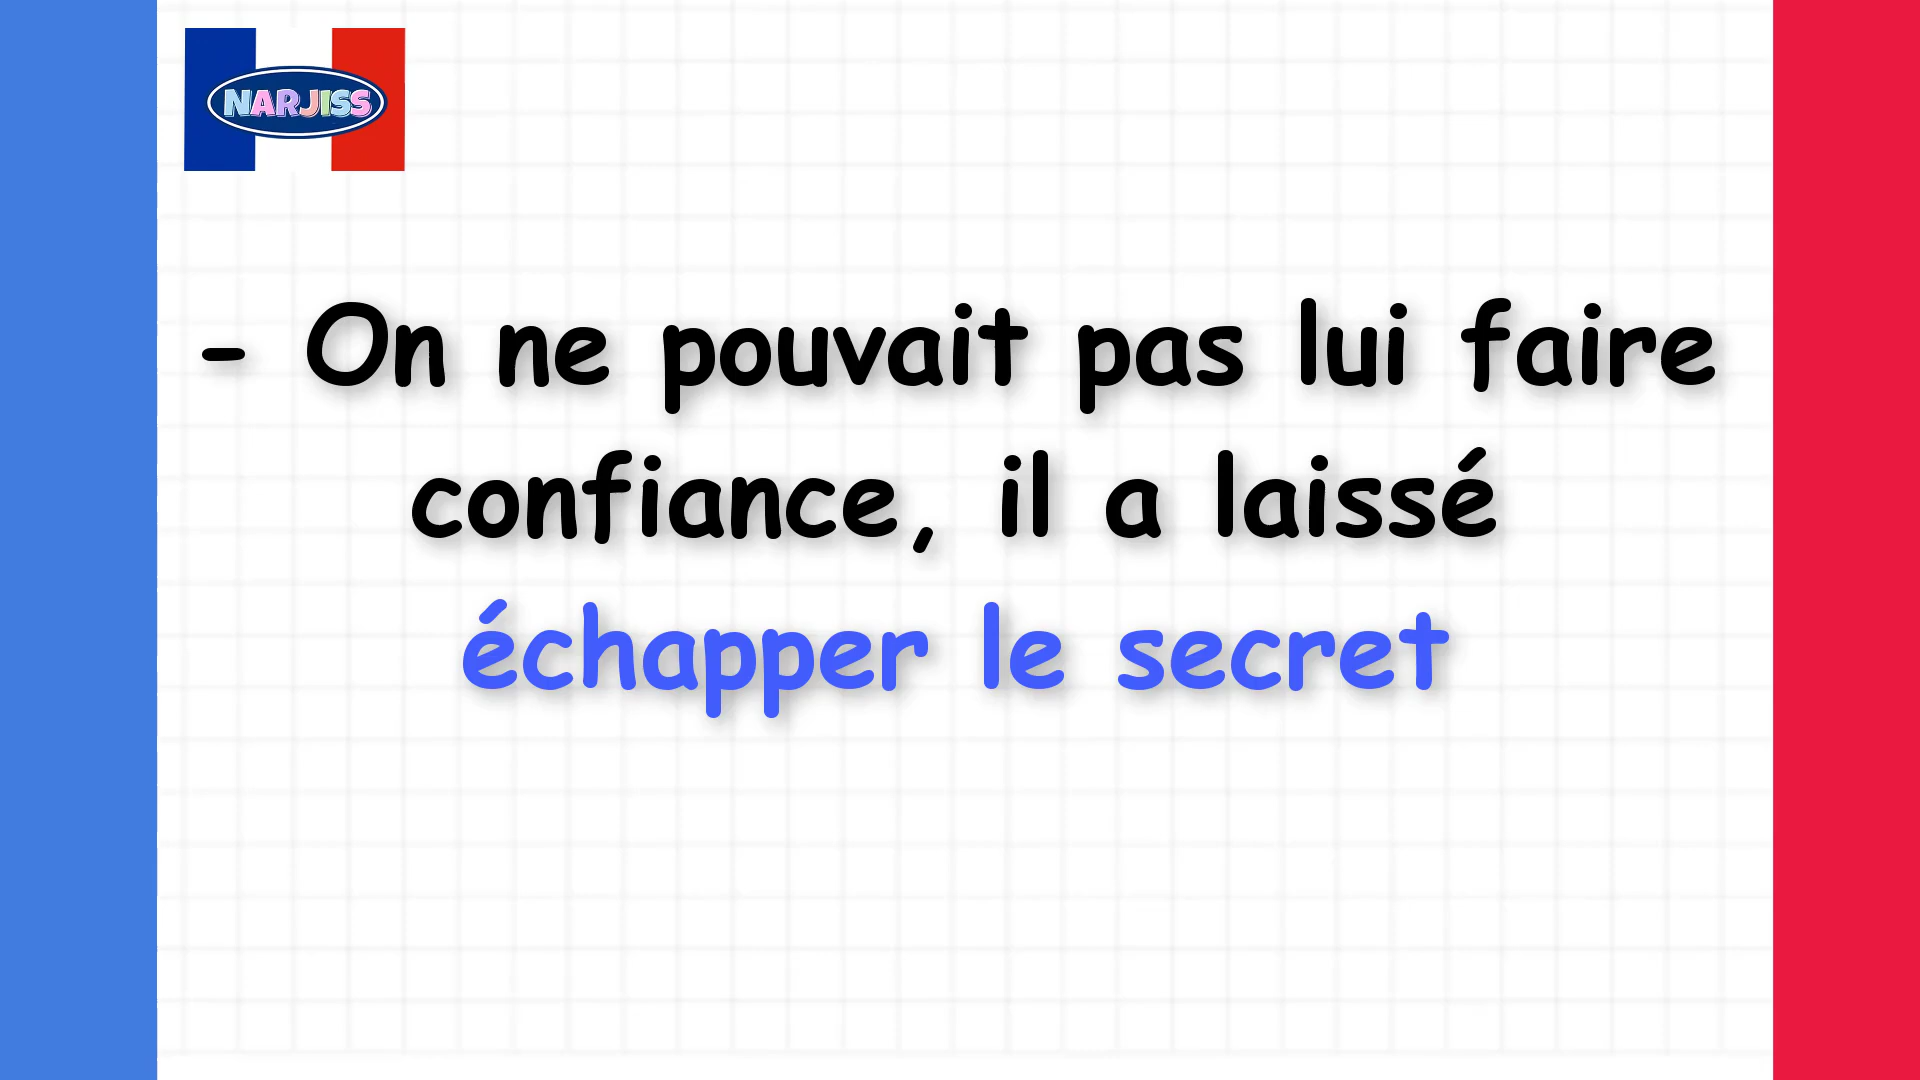 NARJISS
- On ne pouvait pas lui faire
confiance, il a laissé
échapper le secret